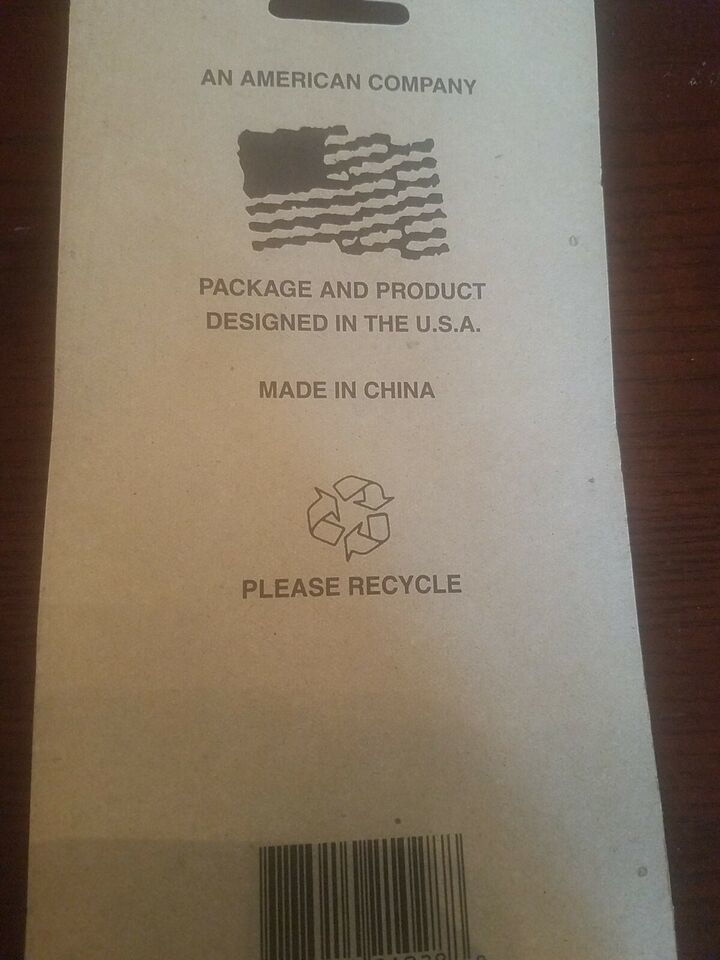 AN AMERICAN COMPANY
PACKAGE AND PRODUCT
DESIGNED IN THE U.S.A.
MADE IN CHINA
PLEASE RECYCLE